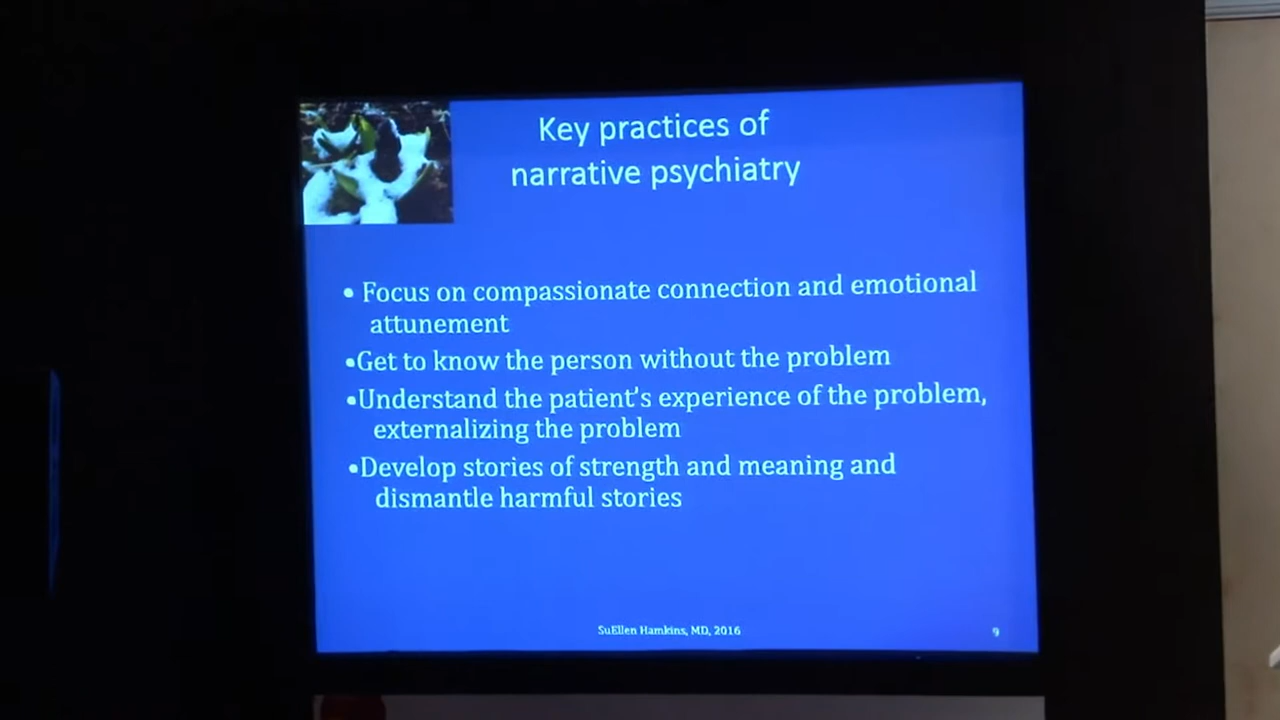 Key practices of
narrative psychiatry
• Focus on compassionate connection and emotional
attunement
•Get to know the person without the problem
•Understand the patient's experience of the problem,
externalizing the problem
•Develop stories of strength and meaning and
dismantle harmful stories
SuEllen Hamkins, MD, 2016
9